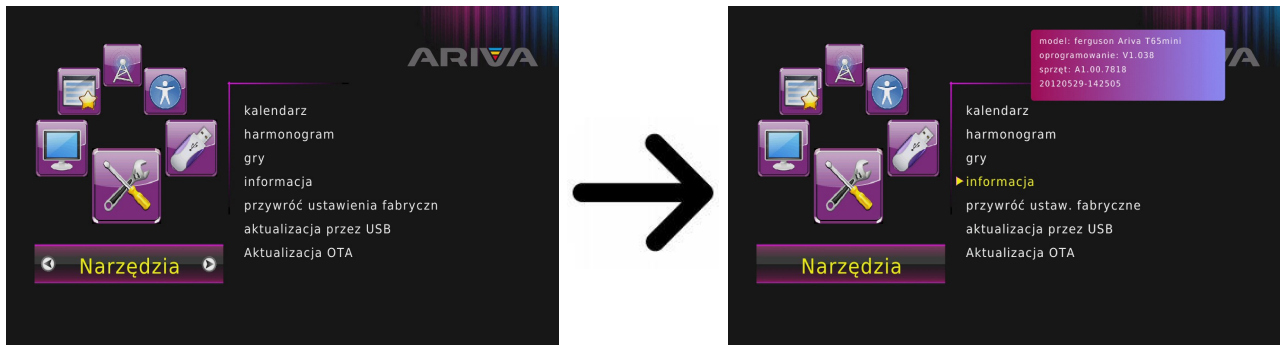 ARIVA
kalendarz
harmonogram
gry
informacja
przywróć ustawienia fabryczn
aktualizacja przez USB
Aktualizacja OTA
Narzędzia
model: ferguson Ariva T65mini
oprogramowanie: V1.038
sprzęt: A1.00.7818
20120529-142505
VA
kalendarz
harmonogram
gry
informacja
przywróć ustaw. fabryczne
aktualizacja przez USB
Aktualizacja OTA
Narzędzia